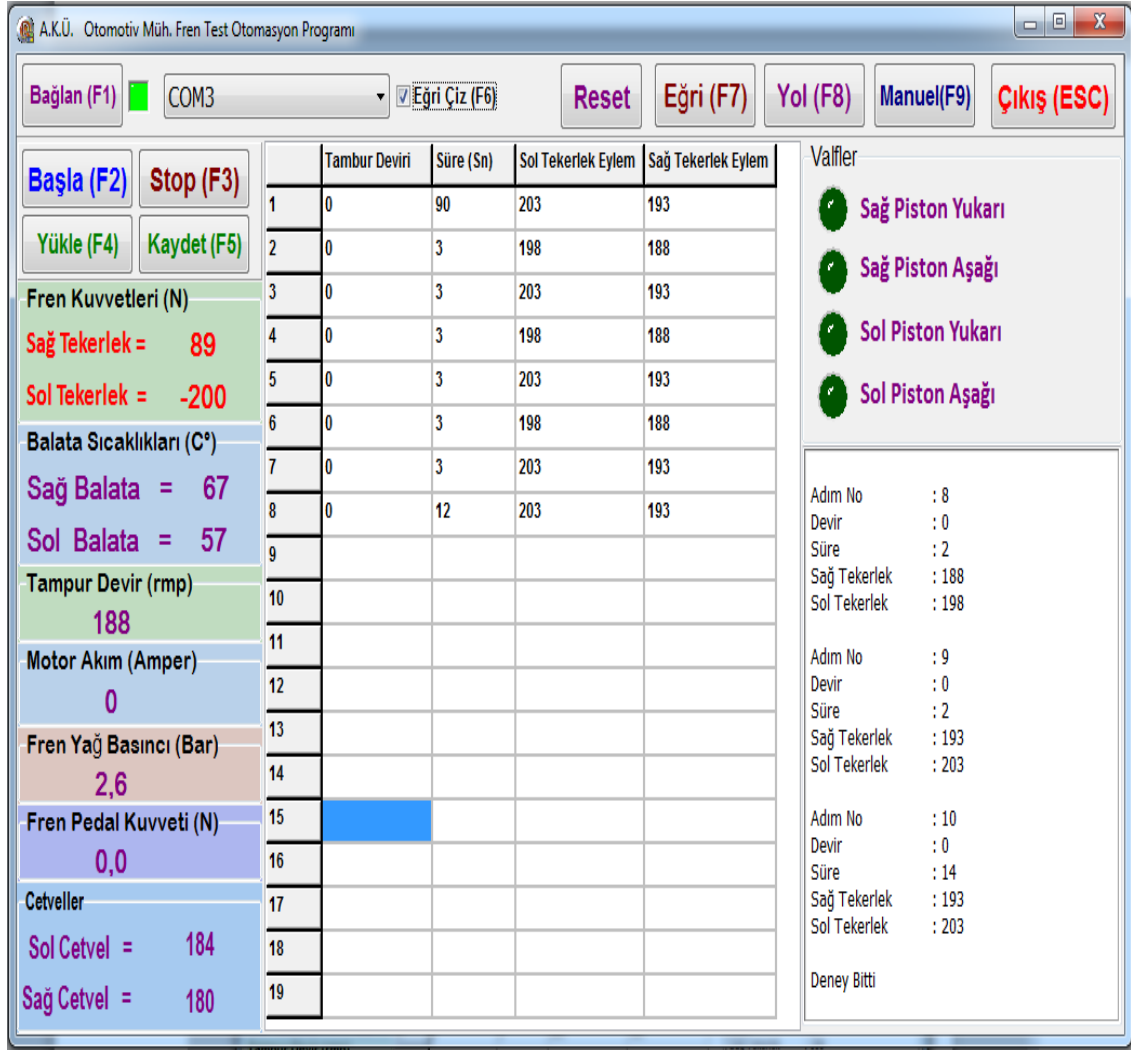 A.K.Ü. Otomotiv Müh. Fren Test Otomasyon Programı
Bağlan (F1) COM3 Eğri Çiz (F6) Reset Eğri (F7) Yol (F8) Manuel(F9) Çıkış (ESC)
Başla (F2) Stop (F3)
Yükle (F4) Kaydet (F5)
Fren Kuvvetleri (N)
Sağ Tekerlek = 89
Sol Tekerlek = -200
Balata Sıcaklıkları (C°)
Sağ Balata = 67
Sol Balata = 57
Tampur Devir (rmp)
188
Motor Akım (Amper)
0
Fren Yağ Basıncı (Bar)
2,6
Fren Pedal Kuvveti (N)
0,0
Cetveller
Sol Cetvel = 184
Sağ Cetvel = 180
Tambur Deviri Süre (Sn) Sol Tekerlek Eylem Sağ Tekerlek Eylem
1 0 90 203 193
2 0 3 198 188
3 0 3 203 193
4 0 3 198 188
5 0 3 203 193
6 0 3 198 188
7 0 3 203 193
8 0 12 203 193
9
10
11
12
13
14
15
16
17
18
19
Valfler
Sağ Piston Yukarı
Sağ Piston Aşağı
Sol Piston Yukarı
Sol Piston Aşağı
Adım No : 8
Devir : 0
Süre : 2
Sağ Tekerlek : 188
Sol Tekerlek : 198
Adım No : 9
Devir : 0
Süre : 2
Sağ Tekerlek : 193
Sol Tekerlek : 203
Adım No : 10
Devir : 0
Süre : 14
Sağ Tekerlek : 193
Sol Tekerlek : 203
Deney Bitti